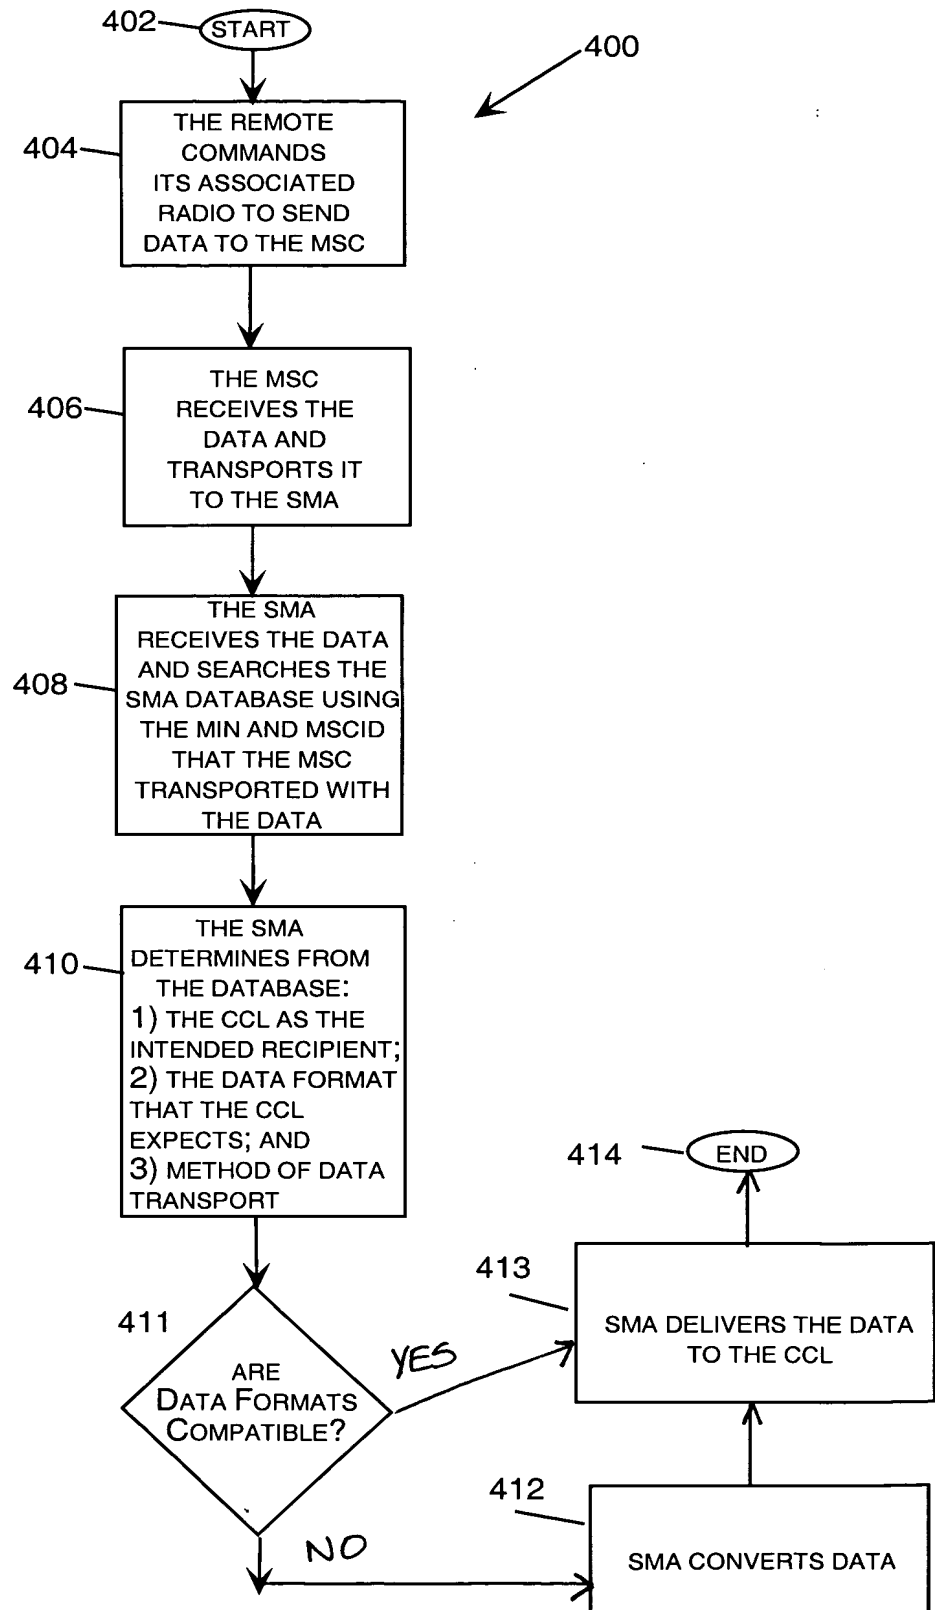 402
START
400
404
THE REMOTE
COMMANDS
ITS ASSOCIATED
RADIO TO SEND
DATA TO THE MSC
406
THE MSC
RECEIVES THE
DATA AND
TRANSPORTS IT
TO THE SMA
408
THE SMA
RECEIVES THE DATA
AND SEARCHES THE
SMA DATABASE USING
THE MIN AND MSCID
THAT THE MSC
TRANSPORTED WITH
THE DATA
410
THE SMA
DETERMINES FROM
THE DATABASE:
1) THE CCL AS THE
INTENDED RECIPIENT;
2) THE DATA FORMAT
THAT THE CCL
EXPECTS; AND
3) METHOD OF DATA
TRANSPORT
411
ARE
DATA FORMATS
COMPATIBLE?
YES
NO
412
SMA CONVERTS DATA
413
SMA DELIVERS THE DATA
TO THE CCL
414
END